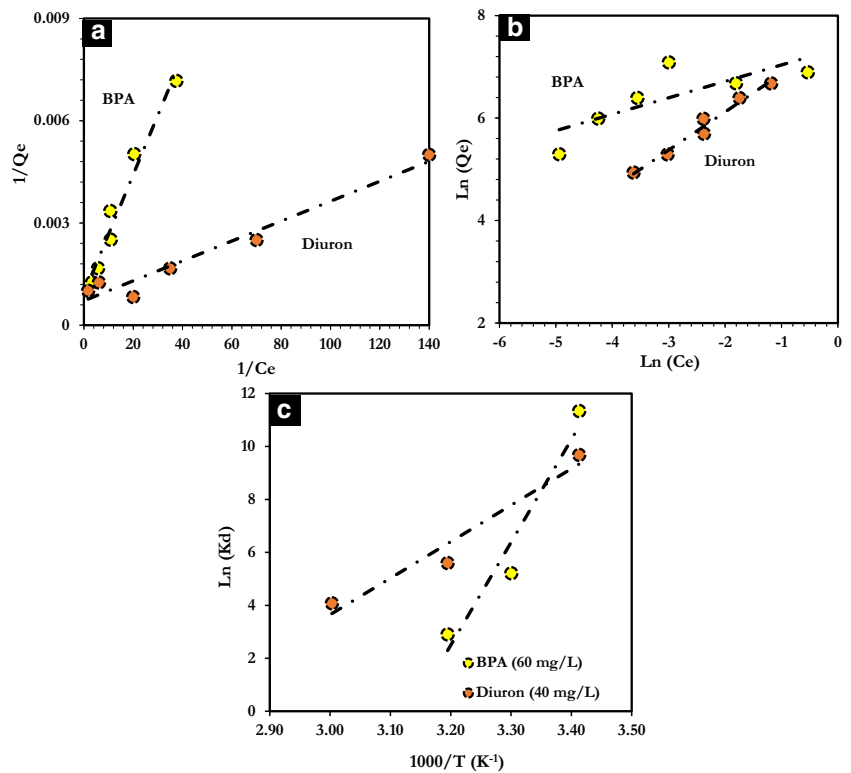 a
0.009
0.006
0.003
0
1/Qe
BPA
Diuron
0 20 40 60 80 100 120 140
1/Ce
b
8
6
4
2
Ln (Qe)
BPA
Diuron
-6 -5 -4 -3 -2 -1 0
Ln (Ce)
c
12
10
8
6
4
2
0
Ln (Kd)
BPA (60 mg/L)
Diuron (40 mg/L)
2.90 3.00 3.10 3.20 3.30 3.40 3.50
1000/T (K⁻¹)